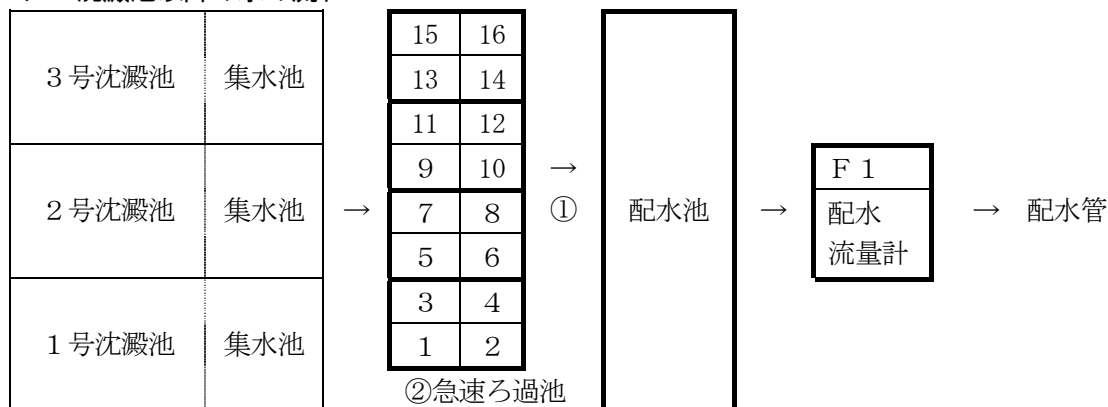 15 16
3号沈澱池 集水池 13 14
11 12
9 10 → F1
2号沈澱池 集水池 → 7 8 ① 配水池 → 配水 → 配水管
5 6 流量計
3 4
1号沈澱池 集水池 1 2
②急速ろ過池